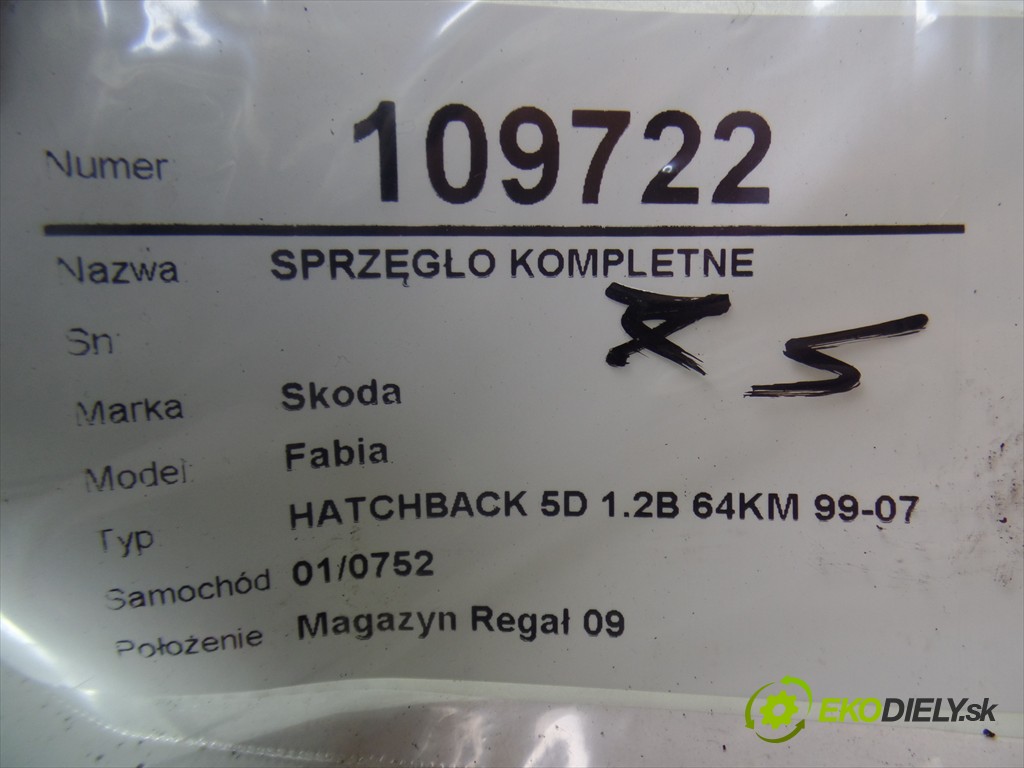 Numer 109722
Nazwa SPRZĘGŁO KOMPLETNE
Sn
Marka Skoda
Model Fabia
Typ HATCHBACK 5D 1.2B 64KM 99-07
Samochód 01/0752
Położenie Magazyn Regał 09
EKODIELY.sk